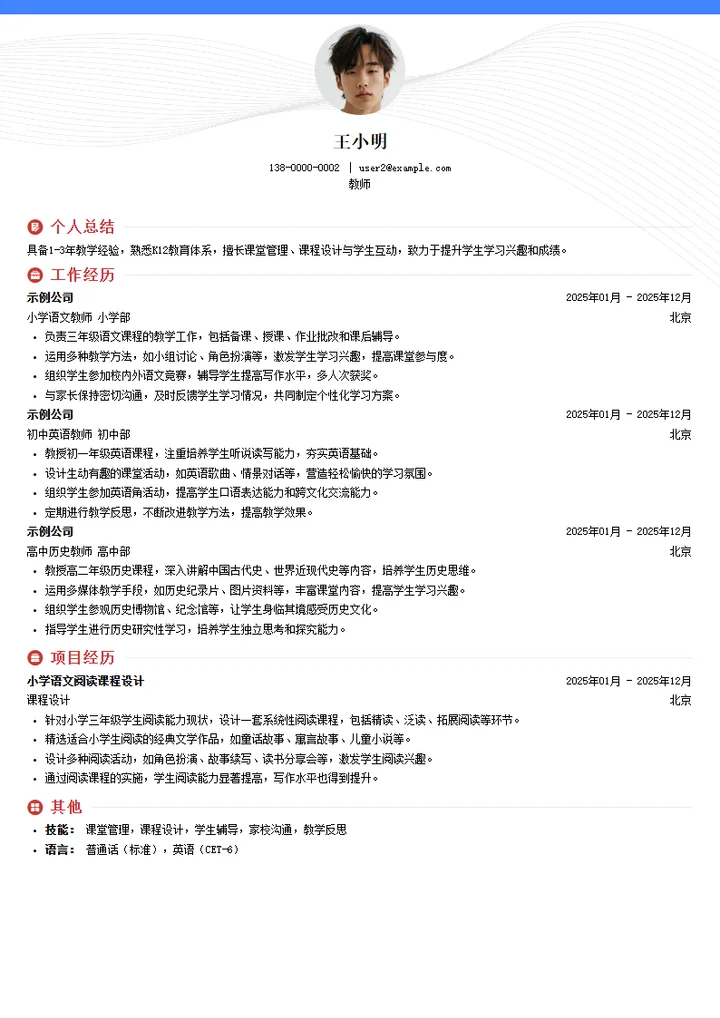 王小明
138-0000-0002 | user2@example.com
教师
个人总结
具备1-3年教学经验，熟悉K12教育体系，擅长课堂管理、课程设计与学生互动，致力于提升学生学习兴趣和成绩。
工作经历
示例公司 2025年01月 - 2025年12月
小学语文教师 小学部 北京
• 负责三年级语文课程的教学工作，包括备课、授课、作业批改和课后辅导。
• 运用多种教学方法，如小组讨论、角色扮演等，激发学生学习兴趣，提高课堂参与度。
• 组织学生参加校内外语文竞赛，辅导学生提高写作水平，多人次获奖。
• 与家长保持密切沟通，及时反馈学生学习情况，共同制定个性化学习方案。
示例公司 2025年01月 - 2025年12月
初中英语教师 初中部 北京
• 教授初一年级英语课程，注重培养学生听说读写能力，夯实英语基础。
• 设计生动有趣的课堂活动，如英语歌曲、情景对话等，营造轻松愉快的学习氛围。
• 组织学生参加英语角活动，提高学生口语表达能力和跨文化交流能力。
• 定期进行教学反思，不断改进教学方法，提高教学效果。
示例公司 2025年01月 - 2025年12月
高中历史教师 高中部 北京
• 教授高二年级历史课程，深入讲解中国古代史、世界近现代史等内容，培养学生历史思维。
• 运用多媒体教学手段，如历史纪录片、图片资料等，丰富课堂内容，提高学生学习兴趣。
• 组织学生参观历史博物馆、纪念馆等，让学生身临其境感受历史文化。
• 指导学生进行历史研究性学习，培养学生独立思考和探究能力。
项目经历
小学语文阅读课程设计 2025年01月 - 2025年12月
课程设计 北京
• 针对小学三年级学生阅读能力现状，设计一套系统性阅读课程，包括精读、泛读、拓展阅读等环节。
• 精选适合小学生阅读的经典文学作品，如童话故事、寓言故事、儿童小说等。
• 设计多种阅读活动，如角色扮演、故事续写、读书分享会等，激发学生阅读兴趣。
• 通过阅读课程的实施，学生阅读能力显著提高，写作水平也得到提升。
其他
• 技能： 课堂管理，课程设计，学生辅导，家校沟通，教学反思
• 语言： 普通话（标准），英语（CET-6）